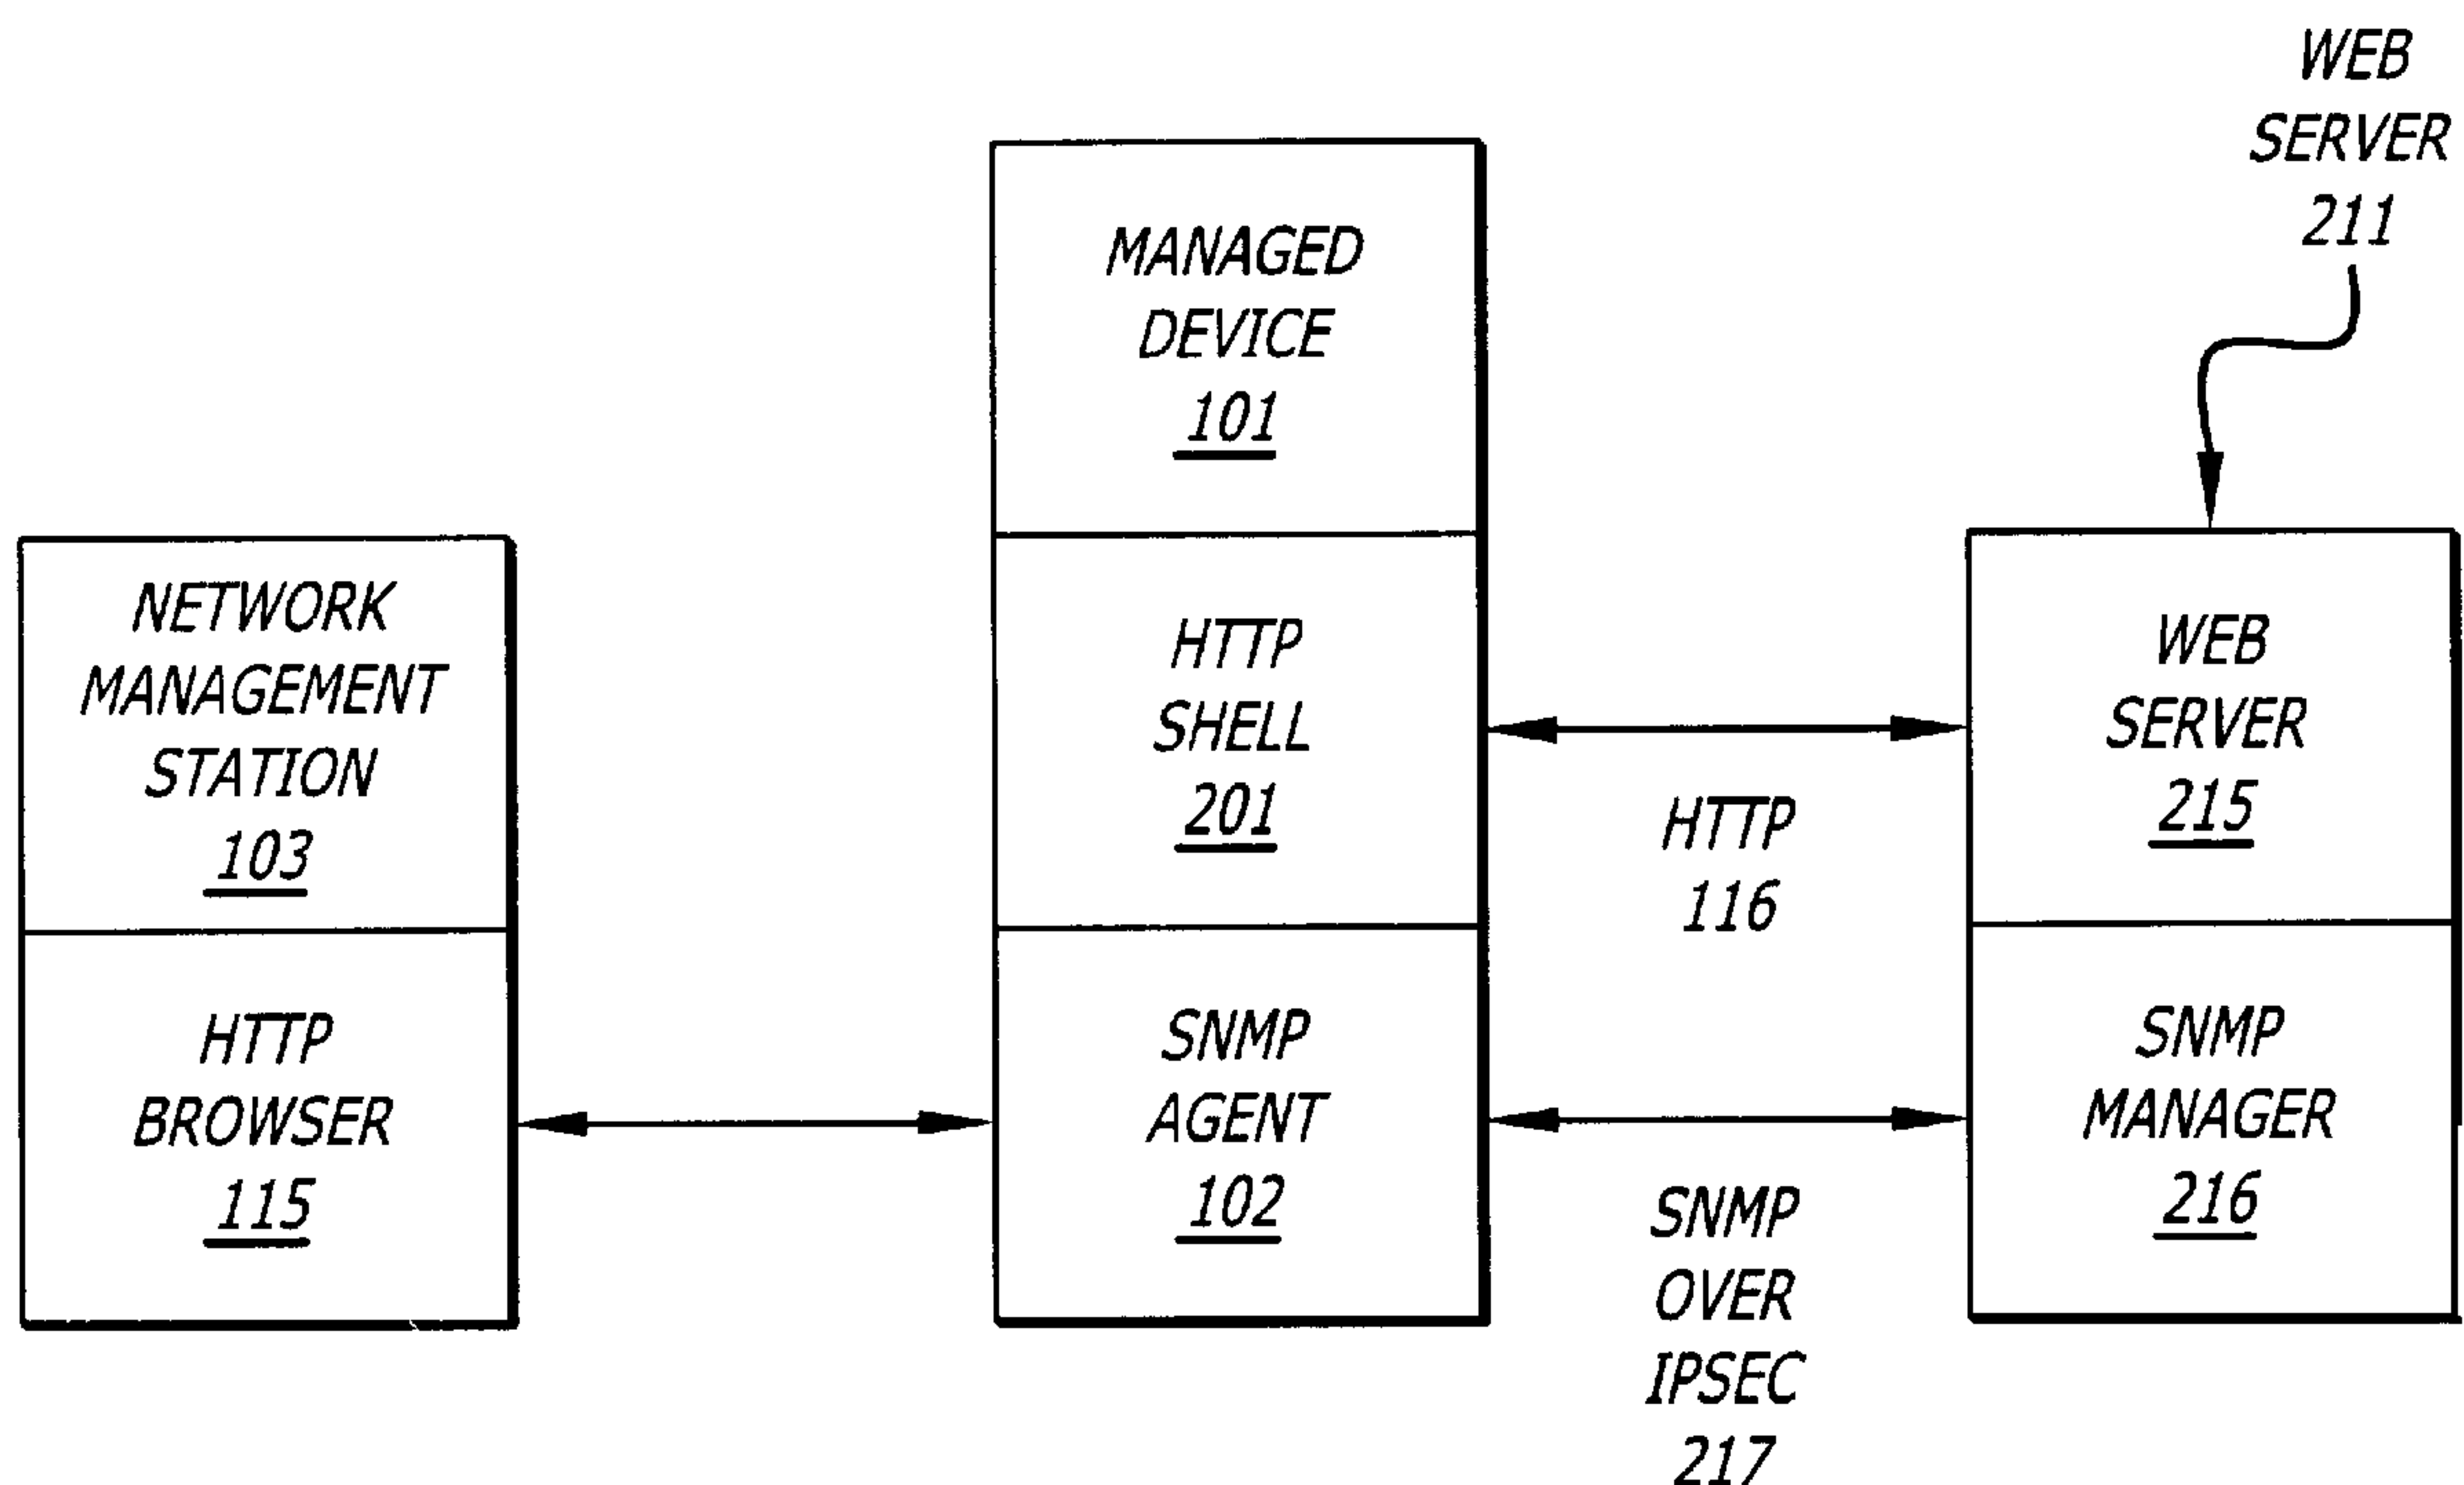 WEB
SERVER
211
MANAGED
DEVICE
101
NETWORK
MANAGEMENT
STATION
103
HTTP
SHELL
201
HTTP
116
WEB
SERVER
215
HTTP
BROWSER
115
SNMP
AGENT
102
SNMP
OVER
IPSEC
217
SNMP
MANAGER
216